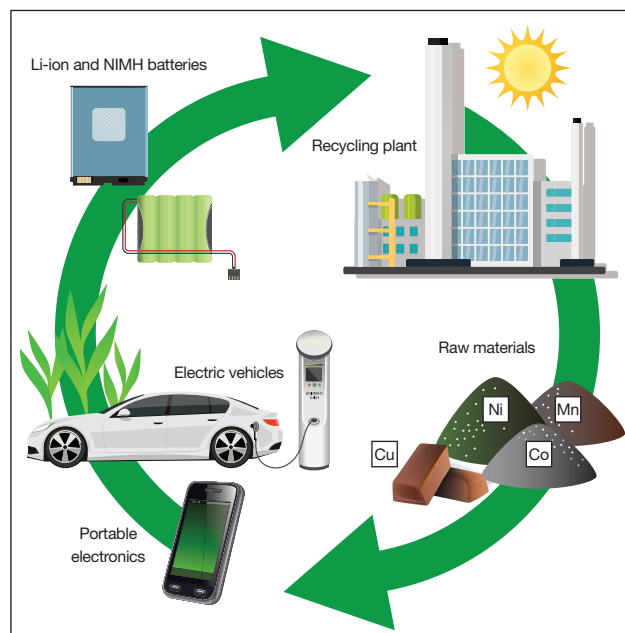 Li-ion and NIMH batteries
Recycling plant
Raw materials
Ni
Mn
Cu
Co
Electric vehicles
Portable
electronics